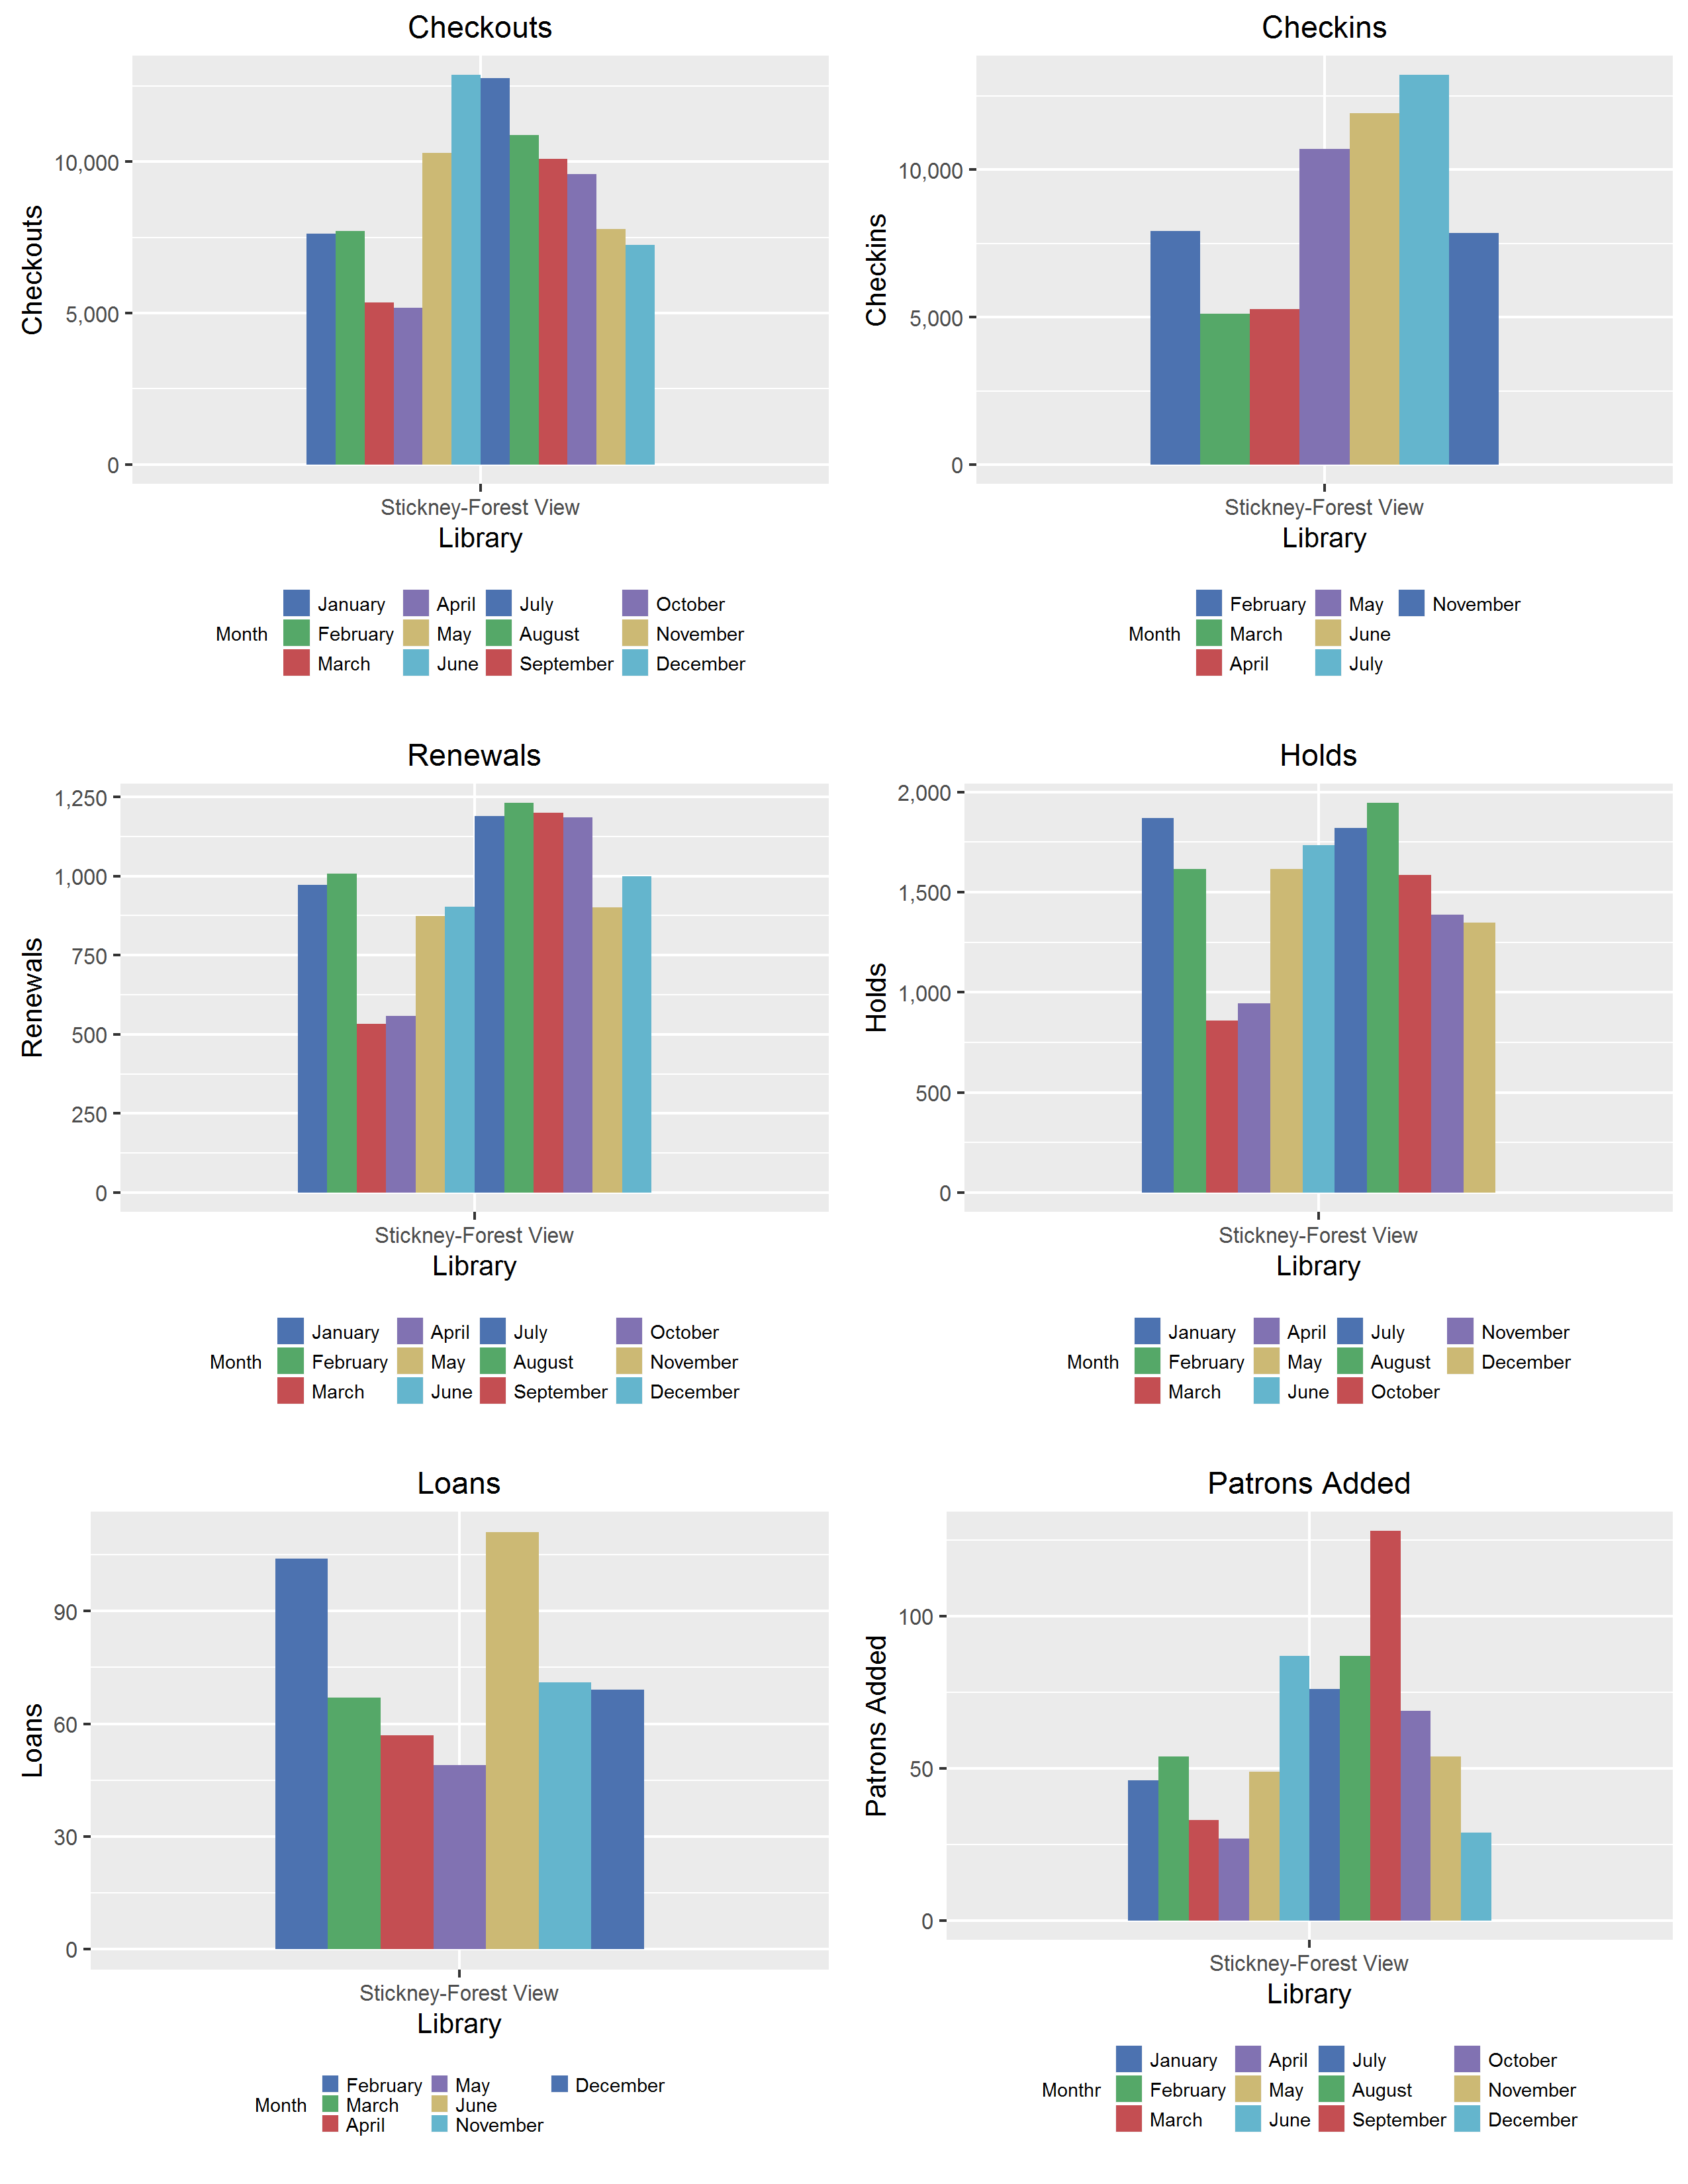 Checkouts
Checkouts
10,000
5,000
0
Stickney-Forest View
Library
Month
January April July October
February May August November
March June September December
Checkins
Checkins
10,000
5,000
0
Stickney-Forest View
Library
Month
February May November
March June
April July
Renewals
Renewals
1,250
1,000
750
500
250
0
Stickney-Forest View
Library
Month
January April July October
February May August November
March June September December
Holds
Holds
2,000
1,500
1,000
500
0
Stickney-Forest View
Library
Month
January April July November
February May August December
March June October
Loans
Loans
90
60
30
0
Stickney-Forest View
Library
Month
February May December
March June
April November
Patrons Added
Patrons Added
100
50
0
Stickney-Forest View
Library
Monthr
January April July October
February May August November
March June September December